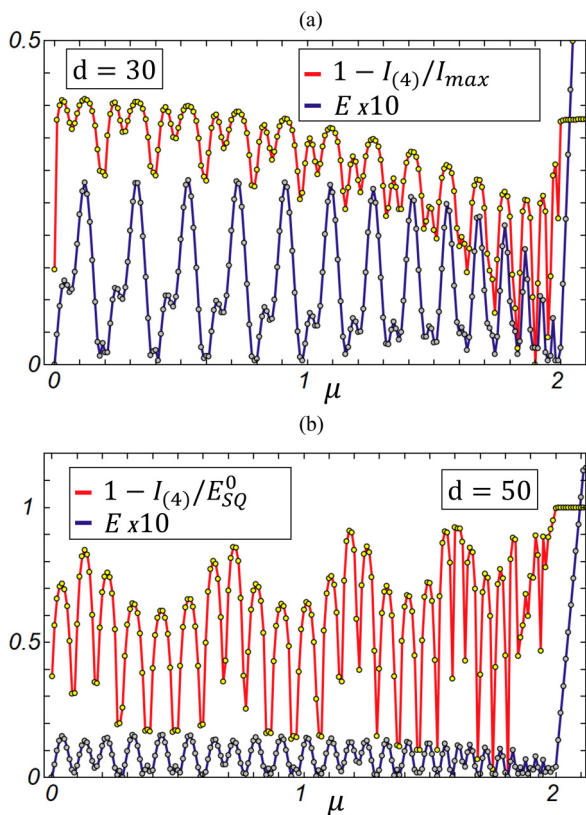 (a)
0.5
d = 30
1 − I₍₄₎/Iₘₐₓ
E x10
0
0 1 2
μ
(b)
1 − I₍₄₎/E⁰_SQ
E x10
d = 50
1
0.5
0
0 1 2
μ